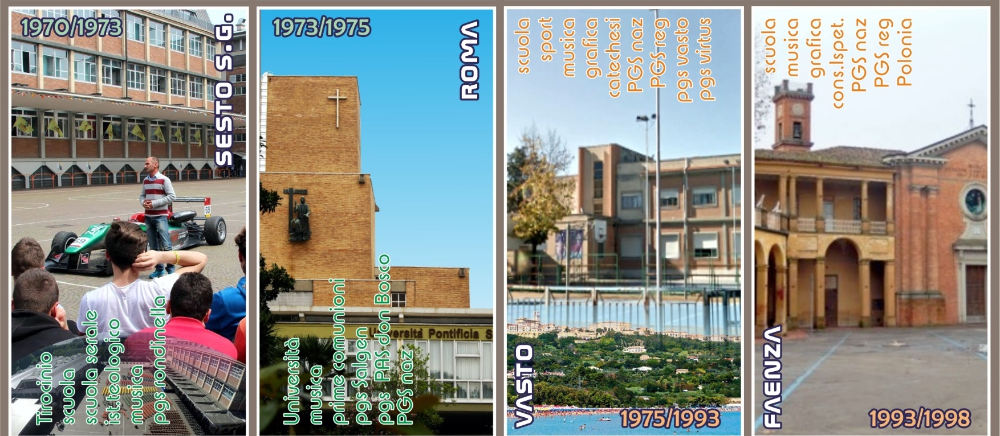 1970/1973
SESTO S.G.
69
69
Tirocinio
scuola
scuola serale
ist.teologico
musica
pgs rondinella
1973/1975
ROMA
Università Pontificia S
Università
musica
prime comunioni
pgs Salgen
pgs PAS don Bosco
PGS naz
scuola
sport
musica
grafica
catechesi
PGS naz
PGS reg
pgs vasto
pgs virtus
VASTO
1975/1993
scuola
musica
grafica
cons.Ispet.
PGS naz
PGS reg
Polonia
FAENZA
1993/1998